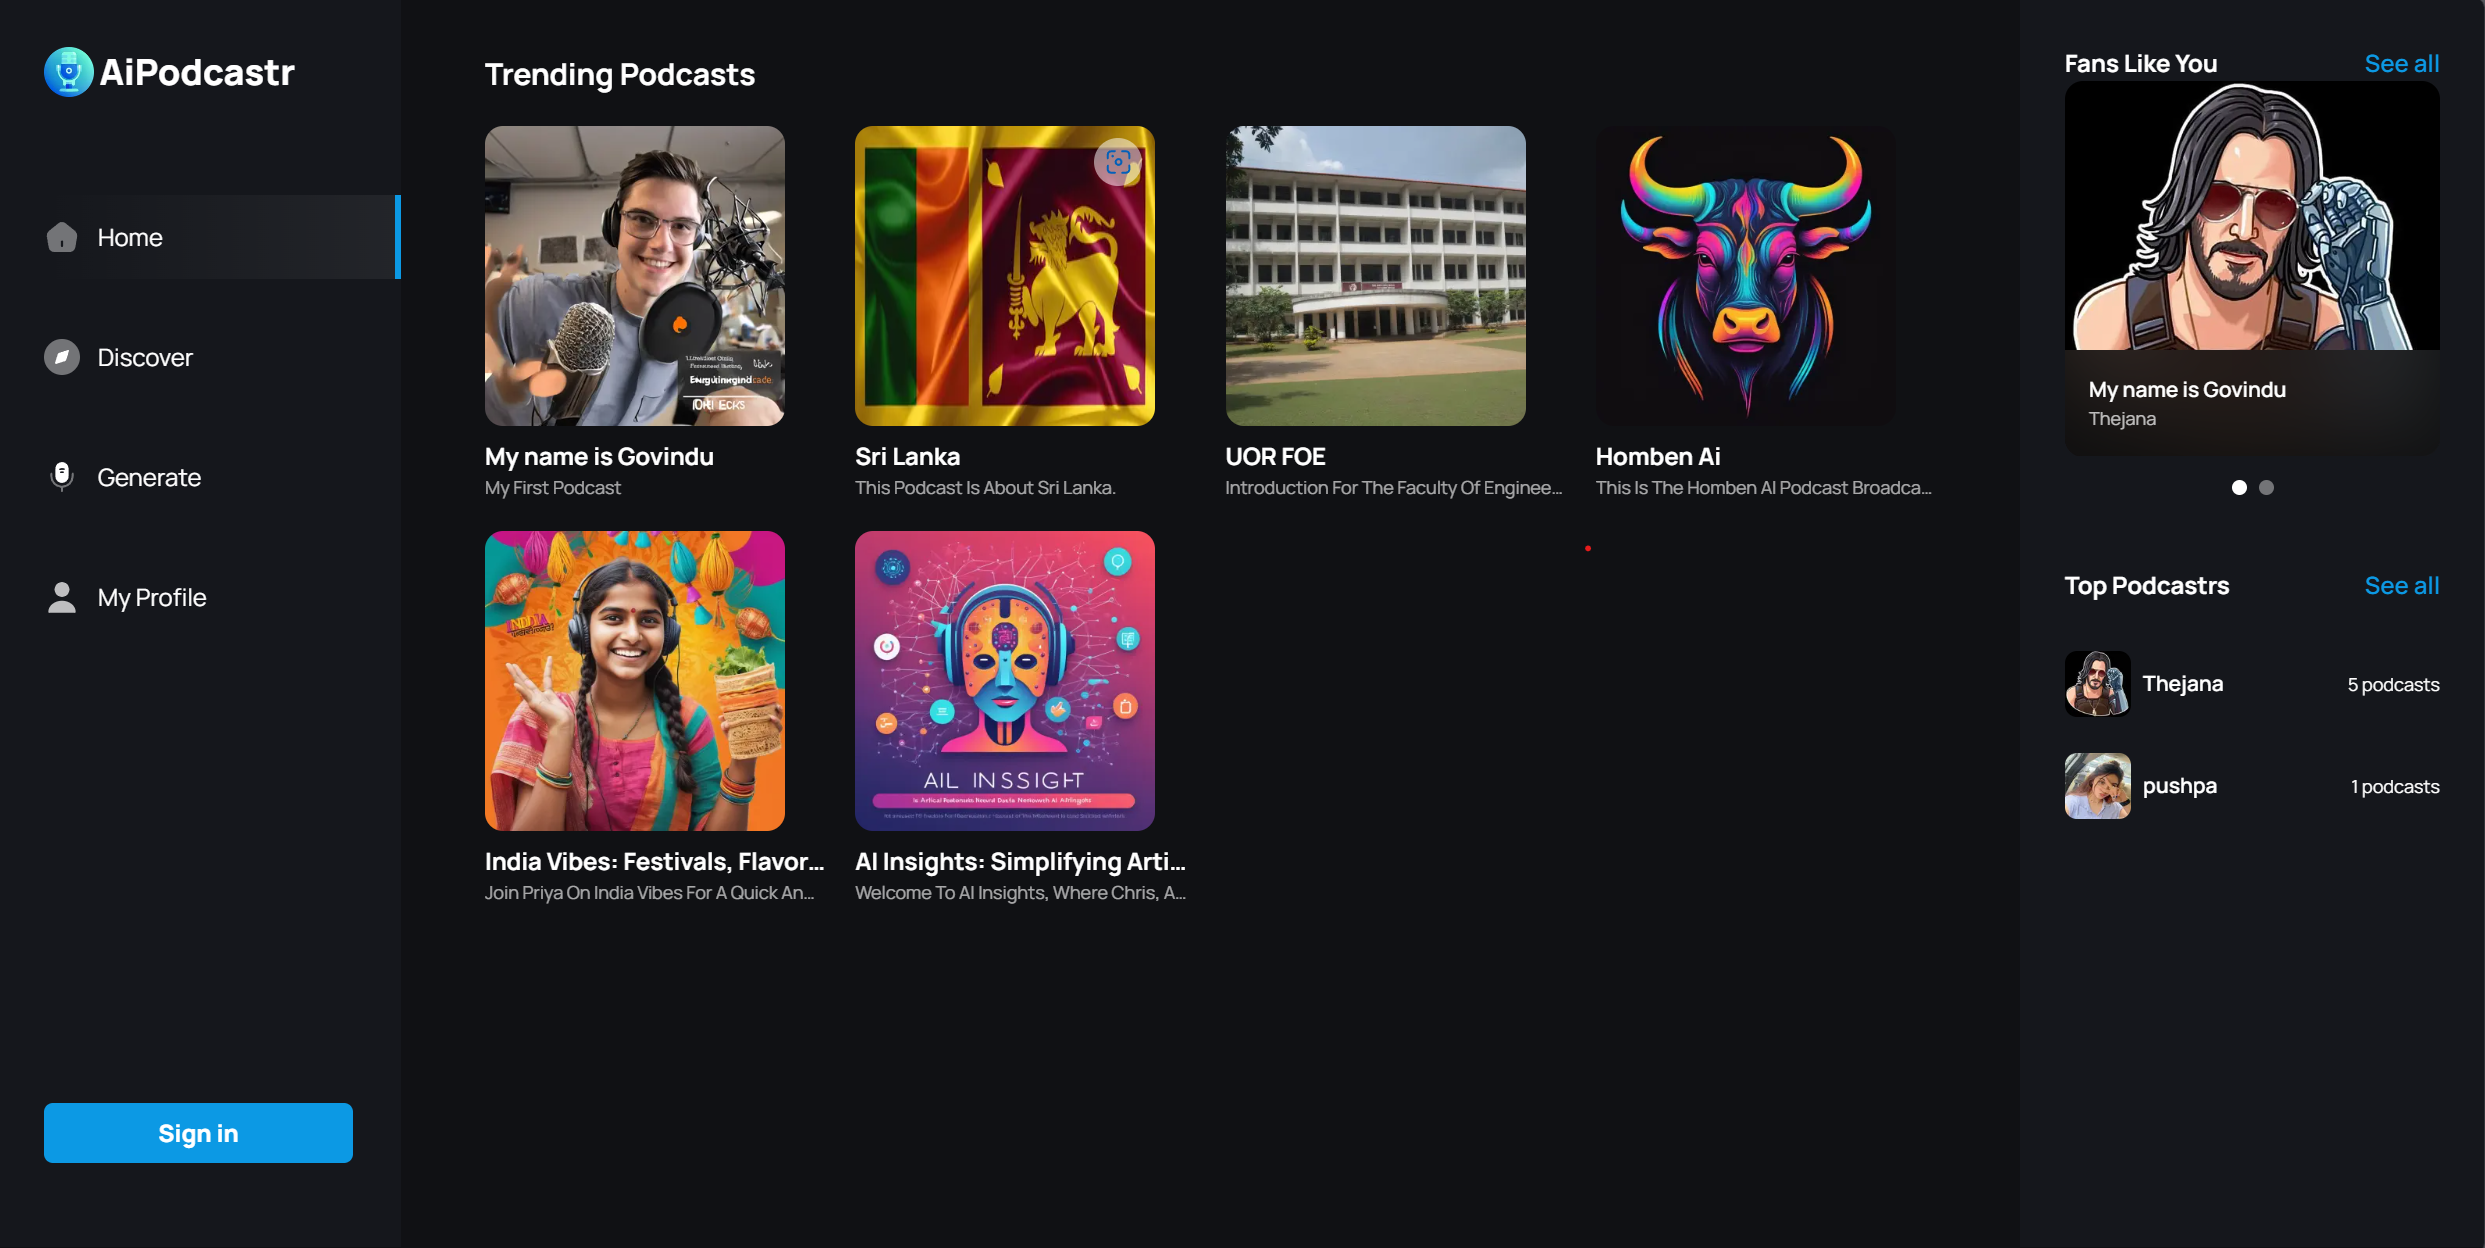 AiPodcastr
Home
Discover
Generate
My Profile
Sign in
Trending Podcasts
My name is Govindu
My First Podcast
Sri Lanka
This Podcast Is About Sri Lanka.
UOR FOE
Introduction For The Faculty Of Enginee...
Homben Ai
This Is The Homben AI Podcast Broadca...
INDIA
India Vibes: Festivals, Flavor...
Join Priya On India Vibes For A Quick An...
AIL INSSIGHT
AI Insights: Simplifying Arti...
Welcome To AI Insights, Where Chris, A...
Fans Like You
See all
My name is Govindu
Thejana
Top Podcastrs
See all
Thejana
5 podcasts
pushpa
1 podcasts